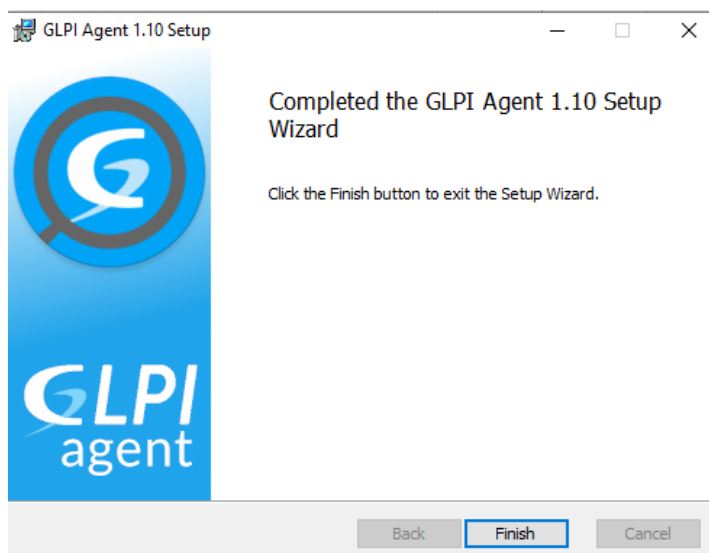 GLPI Agent 1.10 Setup
Completed the GLPI Agent 1.10 Setup
Wizard
Click the Finish button to exit the Setup Wizard.
GLPI
agent
Back
Finish
Cancel